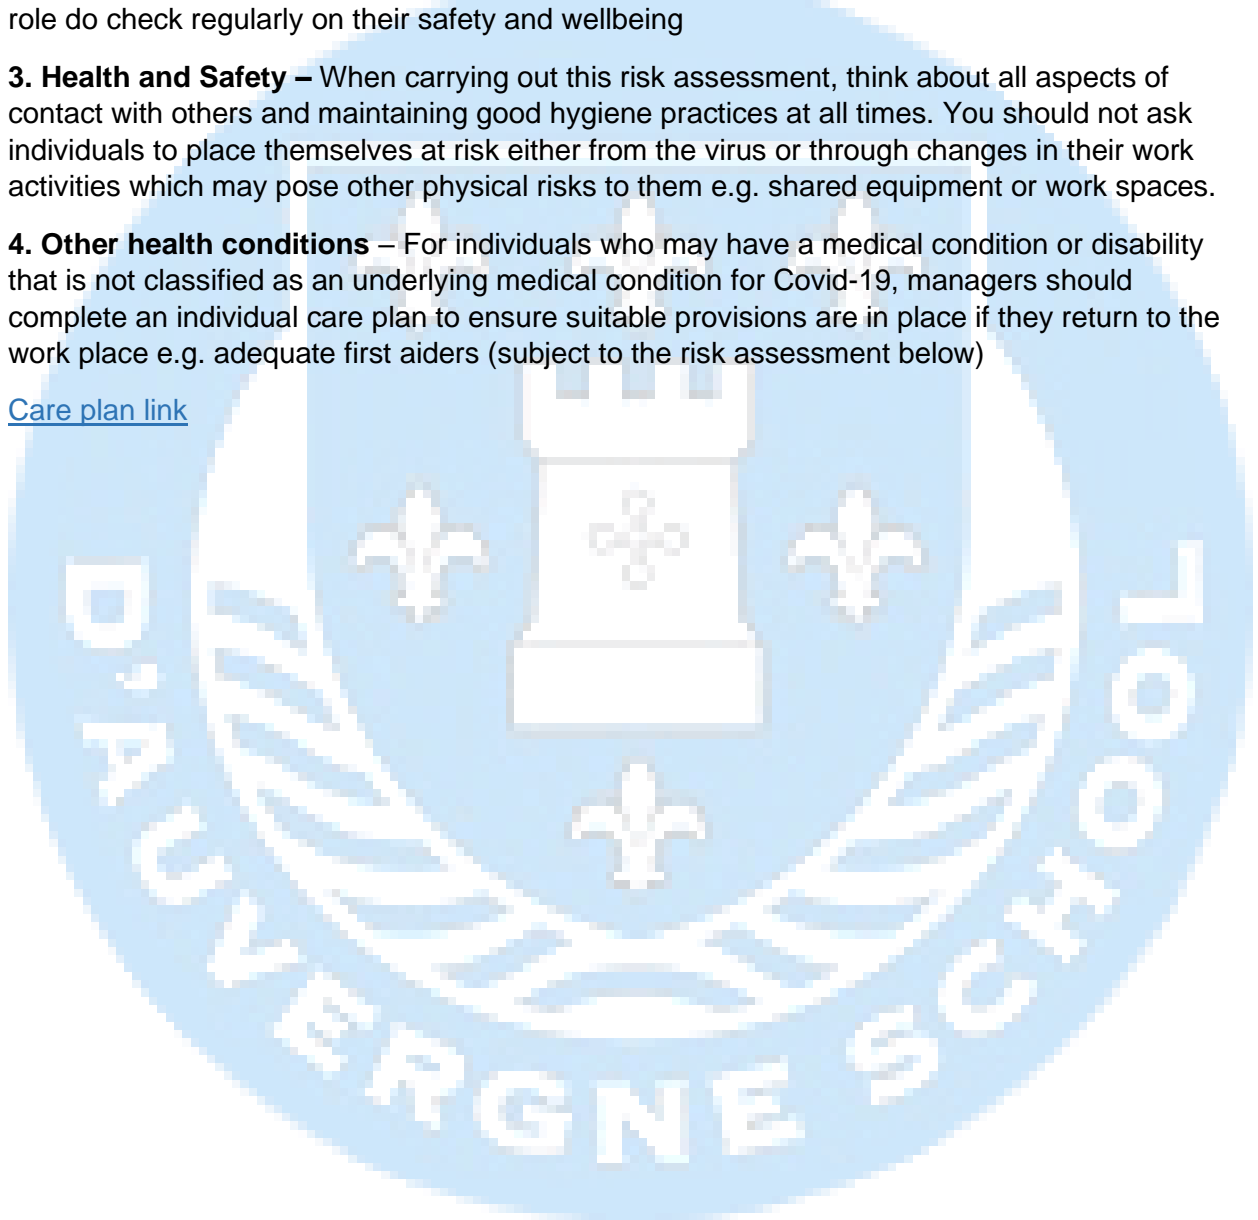 role do check regularly on their safety and wellbeing
3. Health and Safety – When carrying out this risk assessment, think about all aspects of
contact with others and maintaining good hygiene practices at all times. You should not ask
individuals to place themselves at risk either from the virus or through changes in their work
activities which may pose other physical risks to them e.g. shared equipment or work spaces.
4. Other health conditions – For individuals who may have a medical condition or disability
that is not classified as an underlying medical condition for Covid-19, managers should
complete an individual care plan to ensure suitable provisions are in place if they return to the
work place e.g. adequate first aiders (subject to the risk assessment below)
Care plan link
D'AUVERGNE SCHOOL